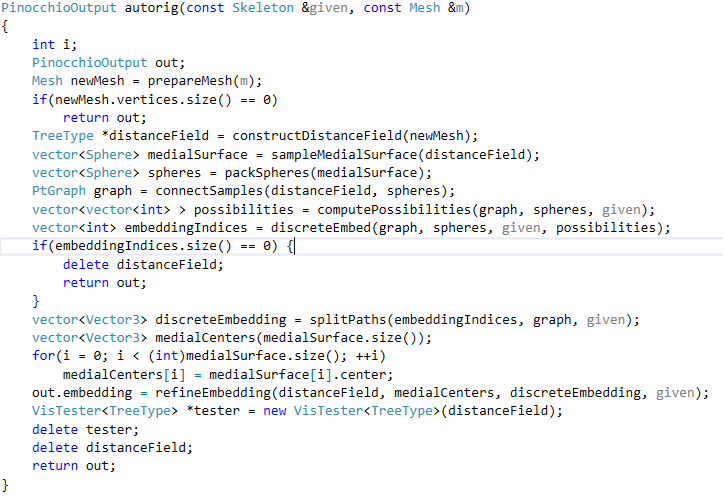 PinocchioOutput autorig(const Skeleton &given, const Mesh &m)
{
    int i;
    PinocchioOutput out;
    Mesh newMesh = prepareMesh(m);
    if(newMesh.vertices.size() == 0)
        return out;
    TreeType *distanceField = constructDistanceField(newMesh);
    vector<Sphere> medialSurface = sampleMedialSurface(distanceField);
    vector<Sphere> spheres = packSpheres(medialSurface);
    PtGraph graph = connectSamples(distanceField, spheres);
    vector<vector<int> > possibilities = computePossibilities(graph, spheres, given);
    vector<int> embeddingIndices = discreteEmbed(graph, spheres, given, possibilities);
    if(embeddingIndices.size() == 0) {
        delete distanceField;
        return out;
    }
    vector<Vector3> discreteEmbedding = splitPaths(embeddingIndices, graph, given);
    vector<Vector3> medialCenters(medialSurface.size());
    for(i = 0; i < (int)medialSurface.size(); ++i)
        medialCenters[i] = medialSurface[i].center;
    out.embedding = refineEmbedding(distanceField, medialCenters, discreteEmbedding, given);
    VisTester<TreeType> *tester = new VisTester<TreeType>(distanceField);
    delete tester;
    delete distanceField;
    return out;
}